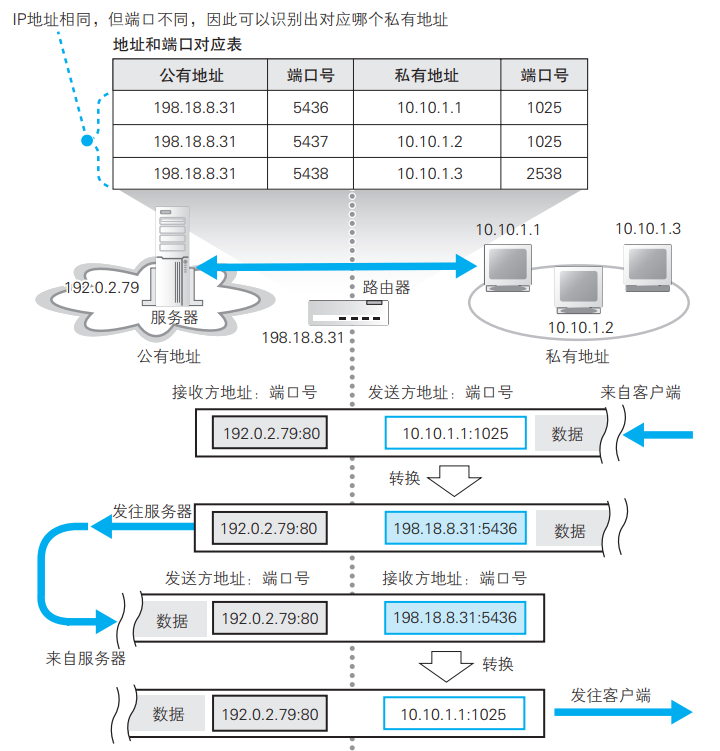 IP地址相同，但端口不同，因此可以识别出对应哪个私有地址
地址和端口对应表
公有地址 端口号 私有地址 端口号
198.18.8.31 5436 10.10.1.1 1025
198.18.8.31 5437 10.10.1.2 1025
198.18.8.31 5438 10.10.1.3 2538
10.10.1.1 10.10.1.3
192.0.2.79
路由器
服务器
10.10.1.2
198.18.8.31
公有地址 私有地址
接收方地址：端口号 发送方地址：端口号 来自客户端
192.0.2.79:80 10.10.1.1:1025 数据
转换
发往服务器
192.0.2.79:80 198.18.8.31:5436 数据
发送方地址：端口号 接收方地址：端口号
数据 192.0.2.79:80 198.18.8.31:5436
来自服务器
转换
发往客户端
数据 192.0.2.79:80 10.10.1.1:1025